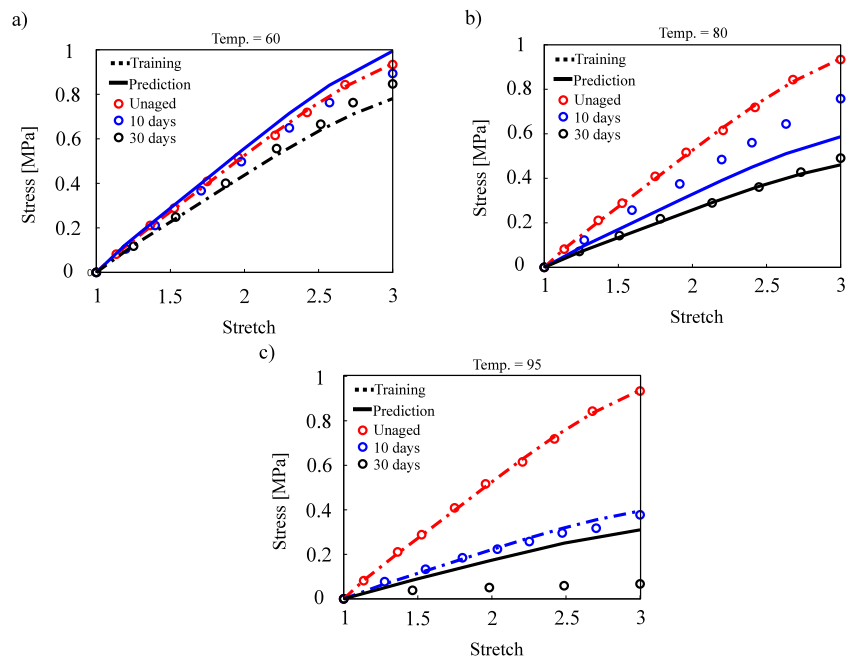 a)
Temp. = 60
Training
Prediction
Unaged
10 days
30 days
1
0.8
0.6
0.4
0.2
0
0
Stress [MPa]
1
1.5
2
2.5
3
Stretch
b)
Temp. = 80
Training
Prediction
Unaged
10 days
30 days
1
0.8
0.6
0.4
0.2
0
Stress [MPa]
1
1.5
2
2.5
3
Stretch
c)
Temp. = 95
Training
Prediction
Unaged
10 days
30 days
1
0.8
0.6
0.4
0.2
0
Stress [MPa]
1
1.5
2
2.5
3
Stretch